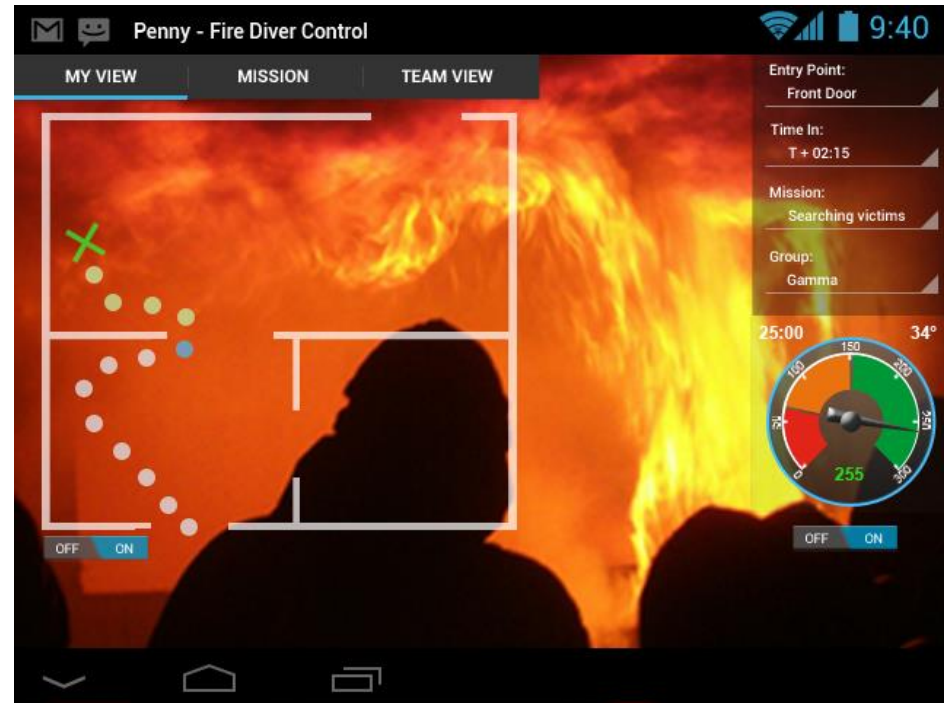 Penny - Fire Diver Control
9:40
MY VIEW MISSION TEAM VIEW
Entry Point:
Front Door
Time In:
T + 02:15
Mission:
Searching victims
Group:
Gamma
25:00 34°
0 50 100 150 200 250 300
255
OFF ON
OFF ON